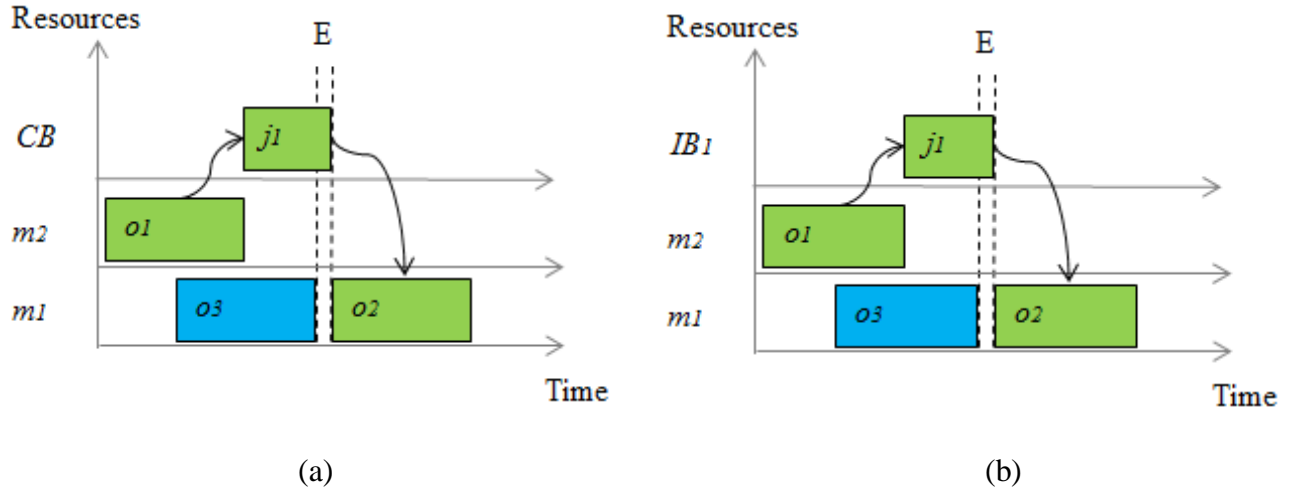 Resources
E
CB
j1
m2
o1
m1
o3
o2
Time
(a)
Resources
E
IB1
j1
m2
o1
m1
o3
o2
Time
(b)